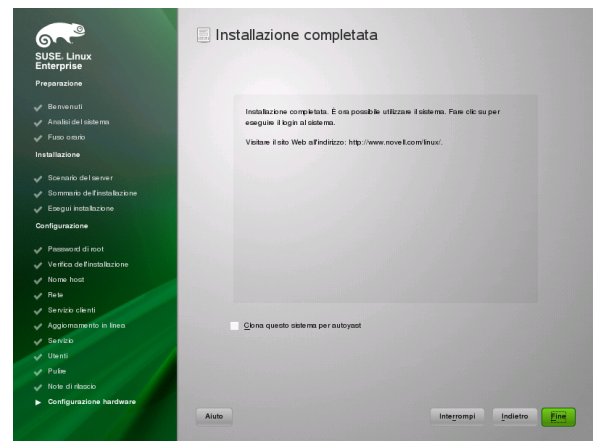 SUSE. Linux
Enterprise
Preparazione
Benvenuti
Analisi del sistema
Fuso orario
Installazione
Scenario del server
Sommario dell'installazione
Esegui installazione
Configurazione
Password di root
Verifica dell'installazione
Nome host
Rete
Servizio clienti
Aggiornamento in linea
Servizio
Utenti
Pulire
Note di rilascio
Configurazione hardware
Installazione completata
Installazione completata. È ora possibile utilizzare il sistema. Fare clic su per
eseguire il login al sistema.
Visitare il sito Web all'indirizzo: http://www.novell.com/linux/.
Clona questo sistema per autoyast
Aiuto
Interrompi
Indietro
Fine